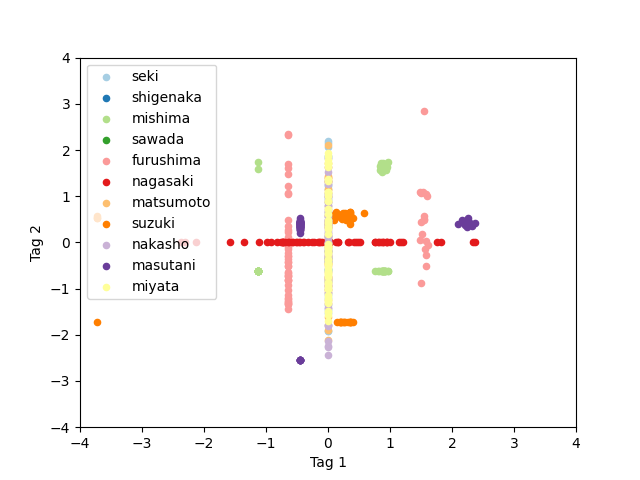 4
3
2
1
0
−1
−2
−3
−4
Tag 2
seki
shigenaka
mishima
sawada
furushima
nagasaki
matsumoto
suzuki
nakasho
masutani
miyata
−4 −3 −2 −1 0 1 2 3 4
Tag 1